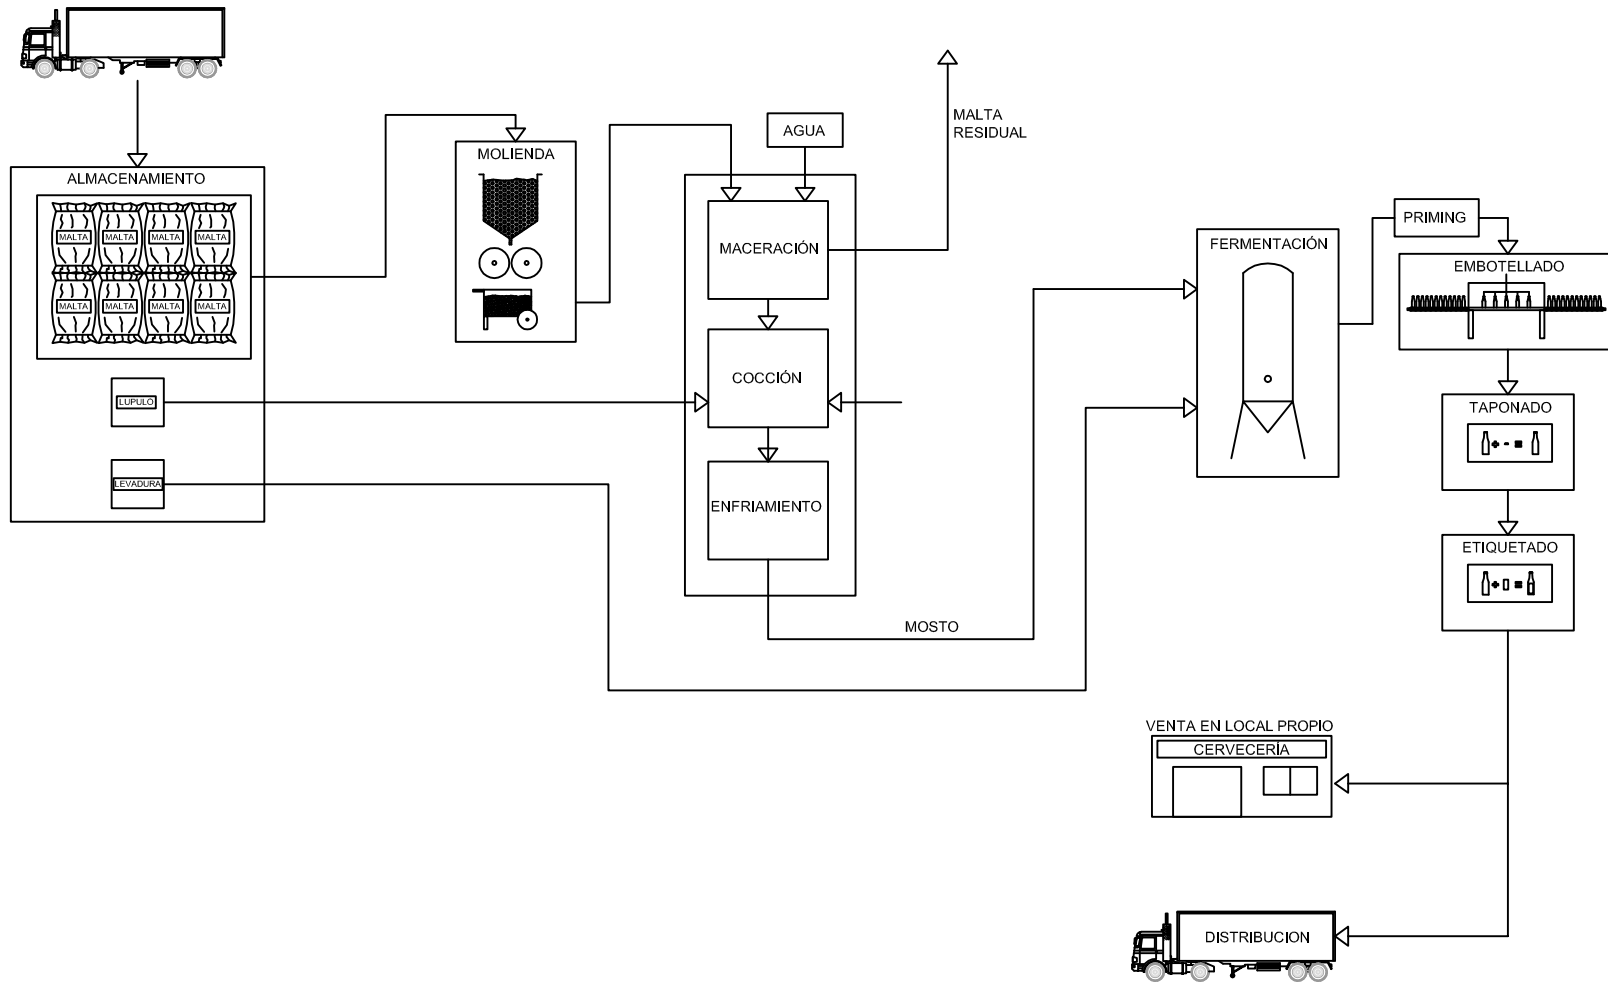 ALMACENAMIENTO
MALTA
MALTA
MALTA
MALTA
MALTA
MALTA
MALTA
MALTA
LUPULO
LEVADURA
MOLIENDA
AGUA
MACERACIÓN
MALTA
RESIDUAL
COCCIÓN
ENFRIAMIENTO
MOSTO
FERMENTACIÓN
PRIMING
EMBOTELLADO
TAPONADO
ETIQUETADO
VENTA EN LOCAL PROPIO
CERVECERÍA
DISTRIBUCION